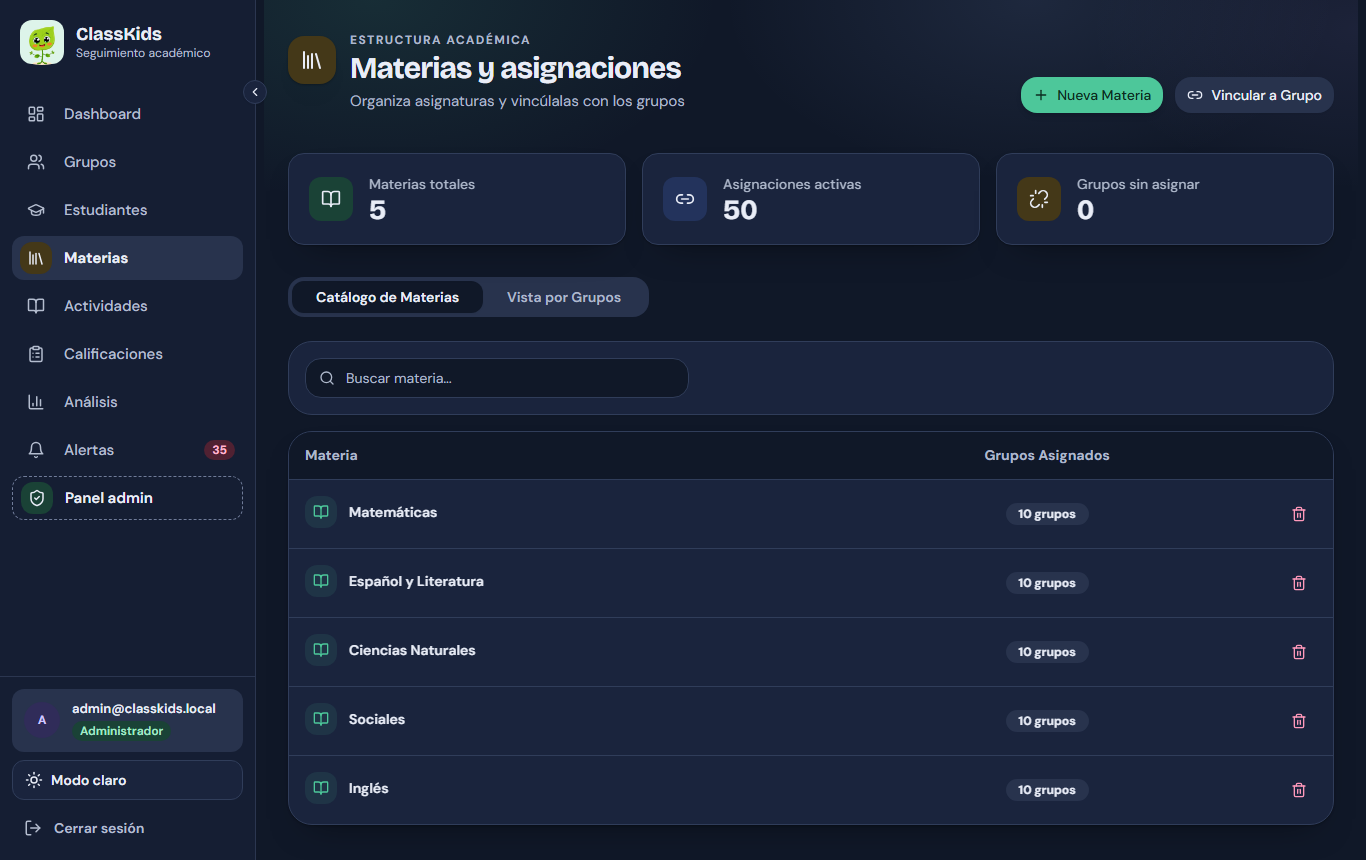 ClassKids
Seguimiento académico
Dashboard
Grupos
Estudiantes
Materias
Actividades
Calificaciones
Análisis
Alertas 35
Panel admin
A
admin@classkids.local
Administrador
Modo claro
Cerrar sesión
ESTRUCTURA ACADÉMICA
Materias y asignaciones
Organiza asignaturas y vincúlalas con los grupos
Nueva Materia
Vincular a Grupo
Materias totales
5
Asignaciones activas
50
Grupos sin asignar
0
Catálogo de Materias
Vista por Grupos
Buscar materia...
Materia Grupos Asignados
Matemáticas 10 grupos
Español y Literatura 10 grupos
Ciencias Naturales 10 grupos
Sociales 10 grupos
Inglés 10 grupos